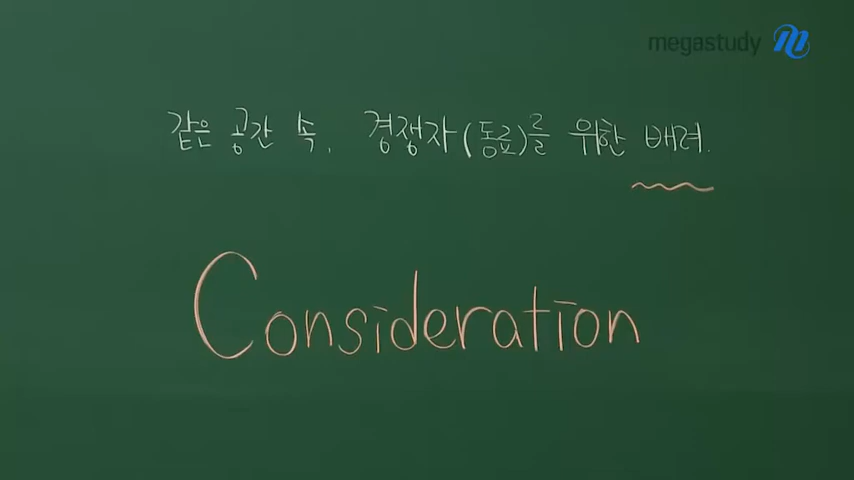 megastudy
같은 공간 속, 경쟁자(동료)를 위한 배려.
Consideration